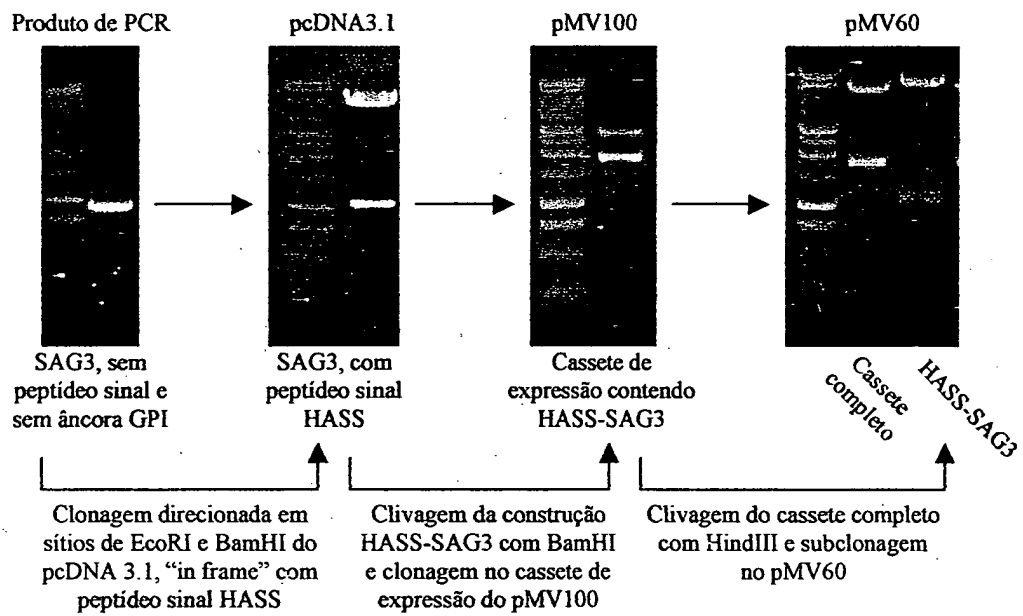 Produto de PCR
pcDNA3.1
pMV100
pMV60
SAG3, sem
peptídeo sinal e
sem âncora GPI
SAG3, com
peptídeo sinal
HASS
Cassete de
expressão contendo
HASS-SAG3
Cassete
completo
HASS-SAG3
Clonagem direcionada em
sítios de EcoRI e BamHI do
pcDNA 3.1, "in frame" com
peptídeo sinal HASS
Clivagem da construção
HASS-SAG3 com BamHI
e clonagem no cassete de
expressão do pMV100
Clivagem do cassete completo
com HindIII e subclonagem
no pMV60